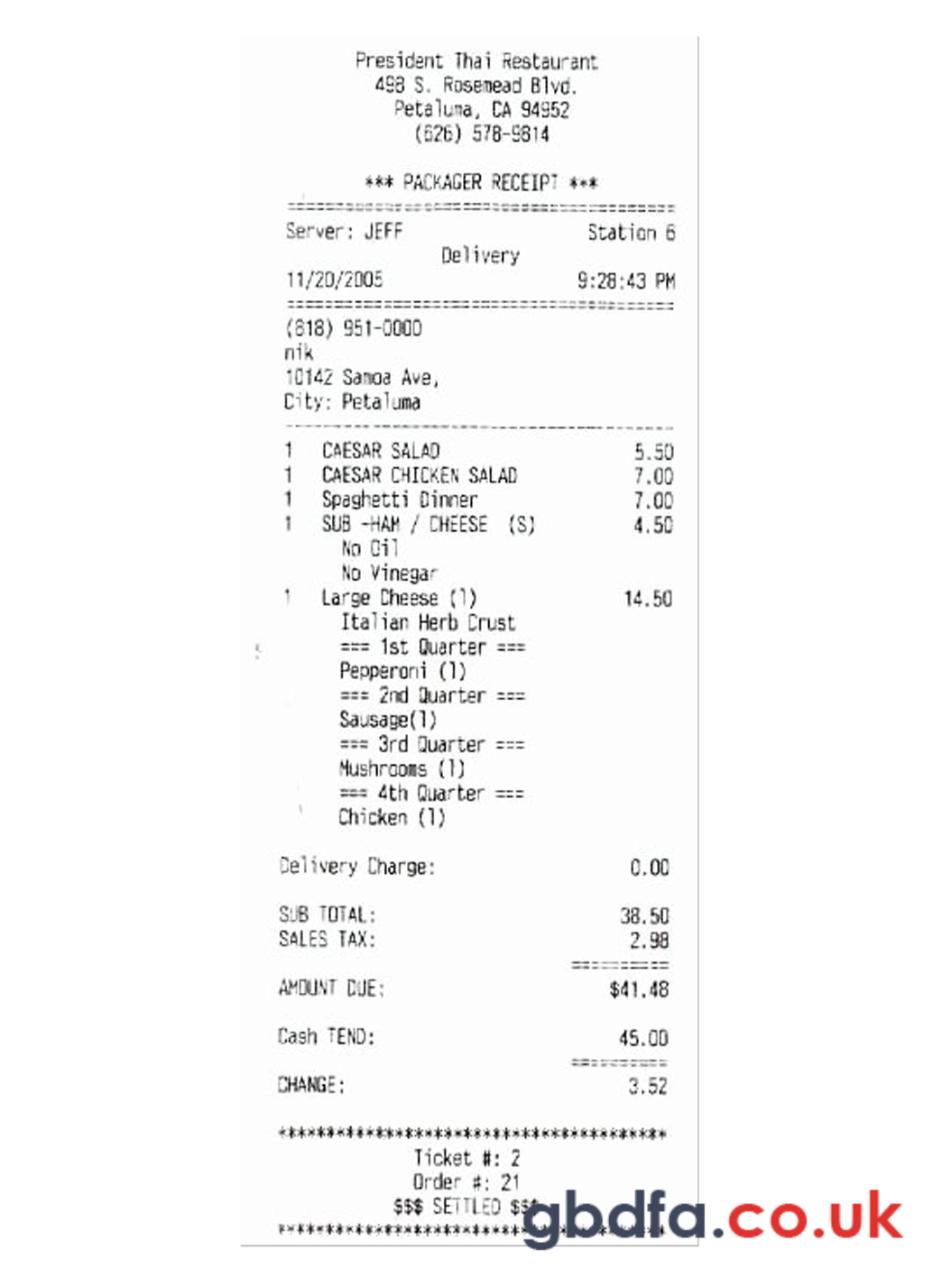 President Thai Restaurant
498 S. Rosemead Blvd.
Petaluma, CA 94952
(626) 578-9814
*** PACKAGER RECEIPT ***
========================================
Server: JEFF Station 6
Delivery
11/20/2005 9:28:43 PM
========================================
(818) 951-0000
nik
10142 Samoa Ave,
City: Petaluma
----------------------------------------
1 CAESAR SALAD 5.50
1 CAESAR CHICKEN SALAD 7.00
1 Spaghetti Dinner 7.00
1 SUB -HAM / CHEESE (S) 4.50
No Oil
No Vinegar
1 Large Cheese (1) 14.50
Italian Herb Crust
=== 1st Quarter ===
Pepperoni (1)
=== 2nd Quarter ===
Sausage(1)
=== 3rd Quarter ===
Mushrooms (1)
=== 4th Quarter ===
Chicken (1)
Delivery Charge: 0.00
SUB TOTAL: 38.50
SALES TAX: 2.98
==========
AMOUNT DUE: $41.48
Cash TEND: 45.00
==========
CHANGE: 3.52
****************************************
Ticket #: 2
Order #: 21
$$$ SETTLED $$$
****************************************
gbdfa.co.uk